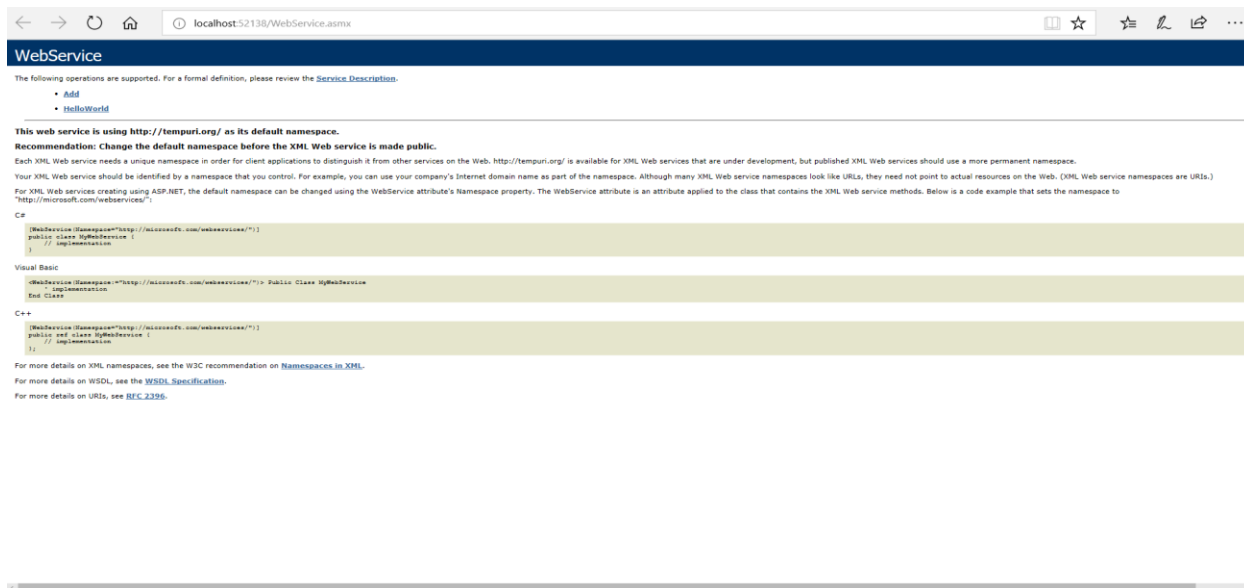 localhost:52138/WebService.asmx
WebService
The following operations are supported. For a formal definition, please review the Service Description.
• Add
• HelloWorld
This web service is using http://tempuri.org/ as its default namespace.
Recommendation: Change the default namespace before the XML Web service is made public.
Each XML Web service needs a unique namespace in order for client applications to distinguish it from other services on the Web. http://tempuri.org/ is available for XML Web services that are under development, but published XML Web services should use a more permanent namespace.
Your XML Web service should be identified by a namespace that you control. For example, you can use your company's Internet domain name as part of the namespace. Although many XML Web service namespaces look like URLs, they need not point to actual resources on the Web. (XML Web service namespaces are URIs.)
For XML Web services creating using ASP.NET, the default namespace can be changed using the WebService attribute's Namespace property. The WebService attribute is an attribute applied to the class that contains the XML Web service methods. Below is a code example that sets the namespace to
"http://microsoft.com/webservices/":
C#
[WebService(Namespace="http://microsoft.com/webservices/")]
public class MyWebService {
// implementation
}
Visual Basic
<WebService(Namespace:="http://microsoft.com/webservices/")> Public Class MyWebService
' implementation
End Class
C++
[WebService(Namespace="http://microsoft.com/webservices/")]
public ref class MyWebService {
// implementation
};
For more details on XML namespaces, see the W3C recommendation on Namespaces in XML.
For more details on WSDL, see the WSDL Specification.
For more details on URIs, see RFC 2396.